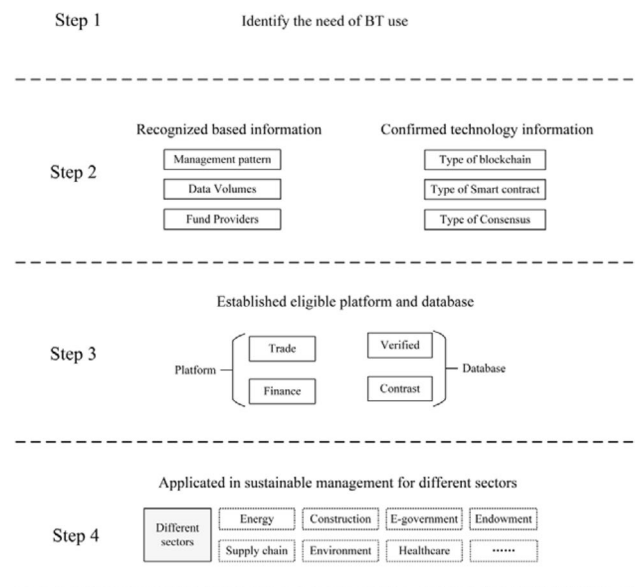 Step 1
Identify the need of BT use
Step 2
Recognized based information
Confirmed technology information
Management pattern
Type of blockchain
Data Volumes
Type of Smart contract
Fund Providers
Type of Consensus
Step 3
Established eligible platform and database
Platform
Trade
Finance
Verified
Contrast
Database
Step 4
Applicated in sustainable management for different sectors
Different
sectors
Energy
Construction
E-government
Endowment
Supply chain
Environment
Healthcare
······